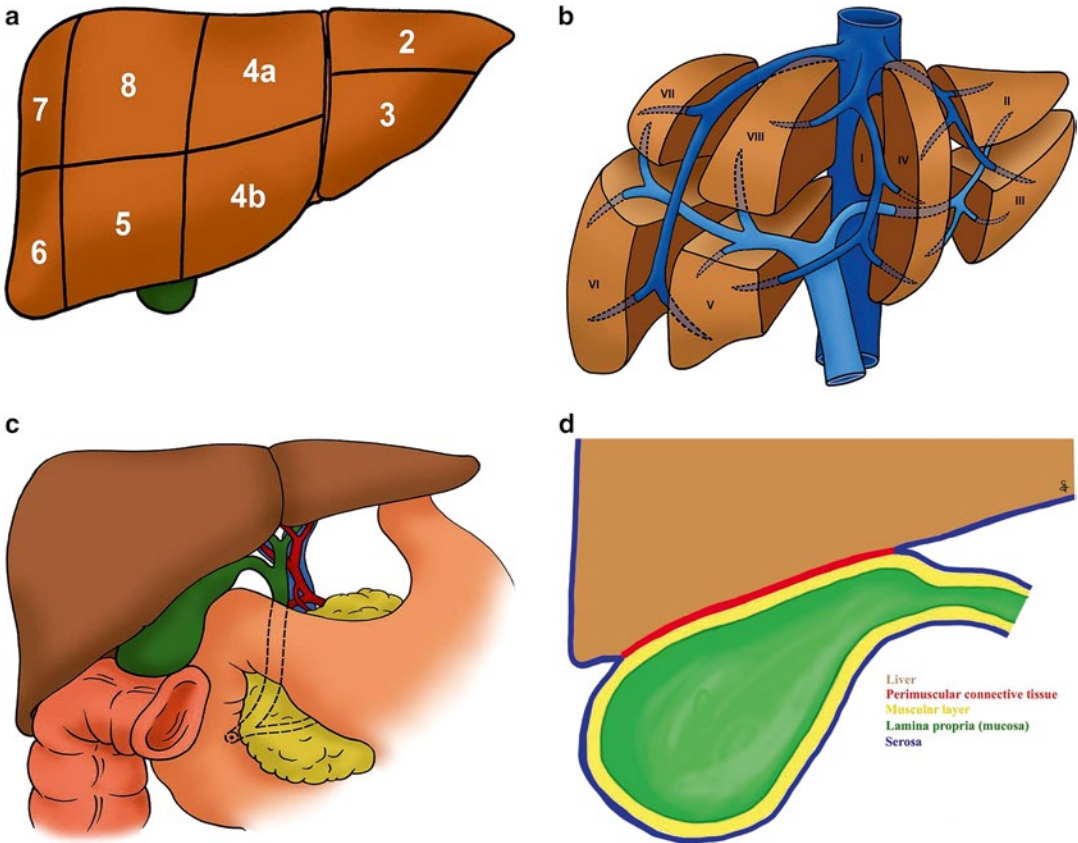 a
2
4a
8
7
3
4b
5
6
b
VII
VIII
II
I
IV
III
VI
V
c
d
Liver
Perimuscular connective tissue
Muscular layer
Lamina propria (mucosa)
Serosa